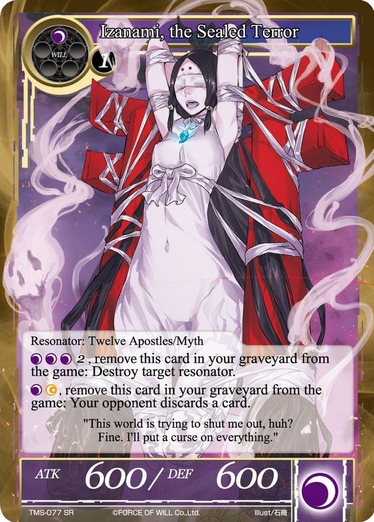 Izanami, the Sealed Terror
WILL
1
Resonator: Twelve Apostles/Myth
2, remove this card in your graveyard from
the game: Destroy target resonator.
, remove this card in your graveyard from the
game: Your opponent discards a card.
"This world is trying to shut me out, huh?
Fine. I'll put a curse on everything."
ATK 600 / DEF 600
TMS-077 SR ©FORCE OF WILL Co.,Ltd. Illust/石商